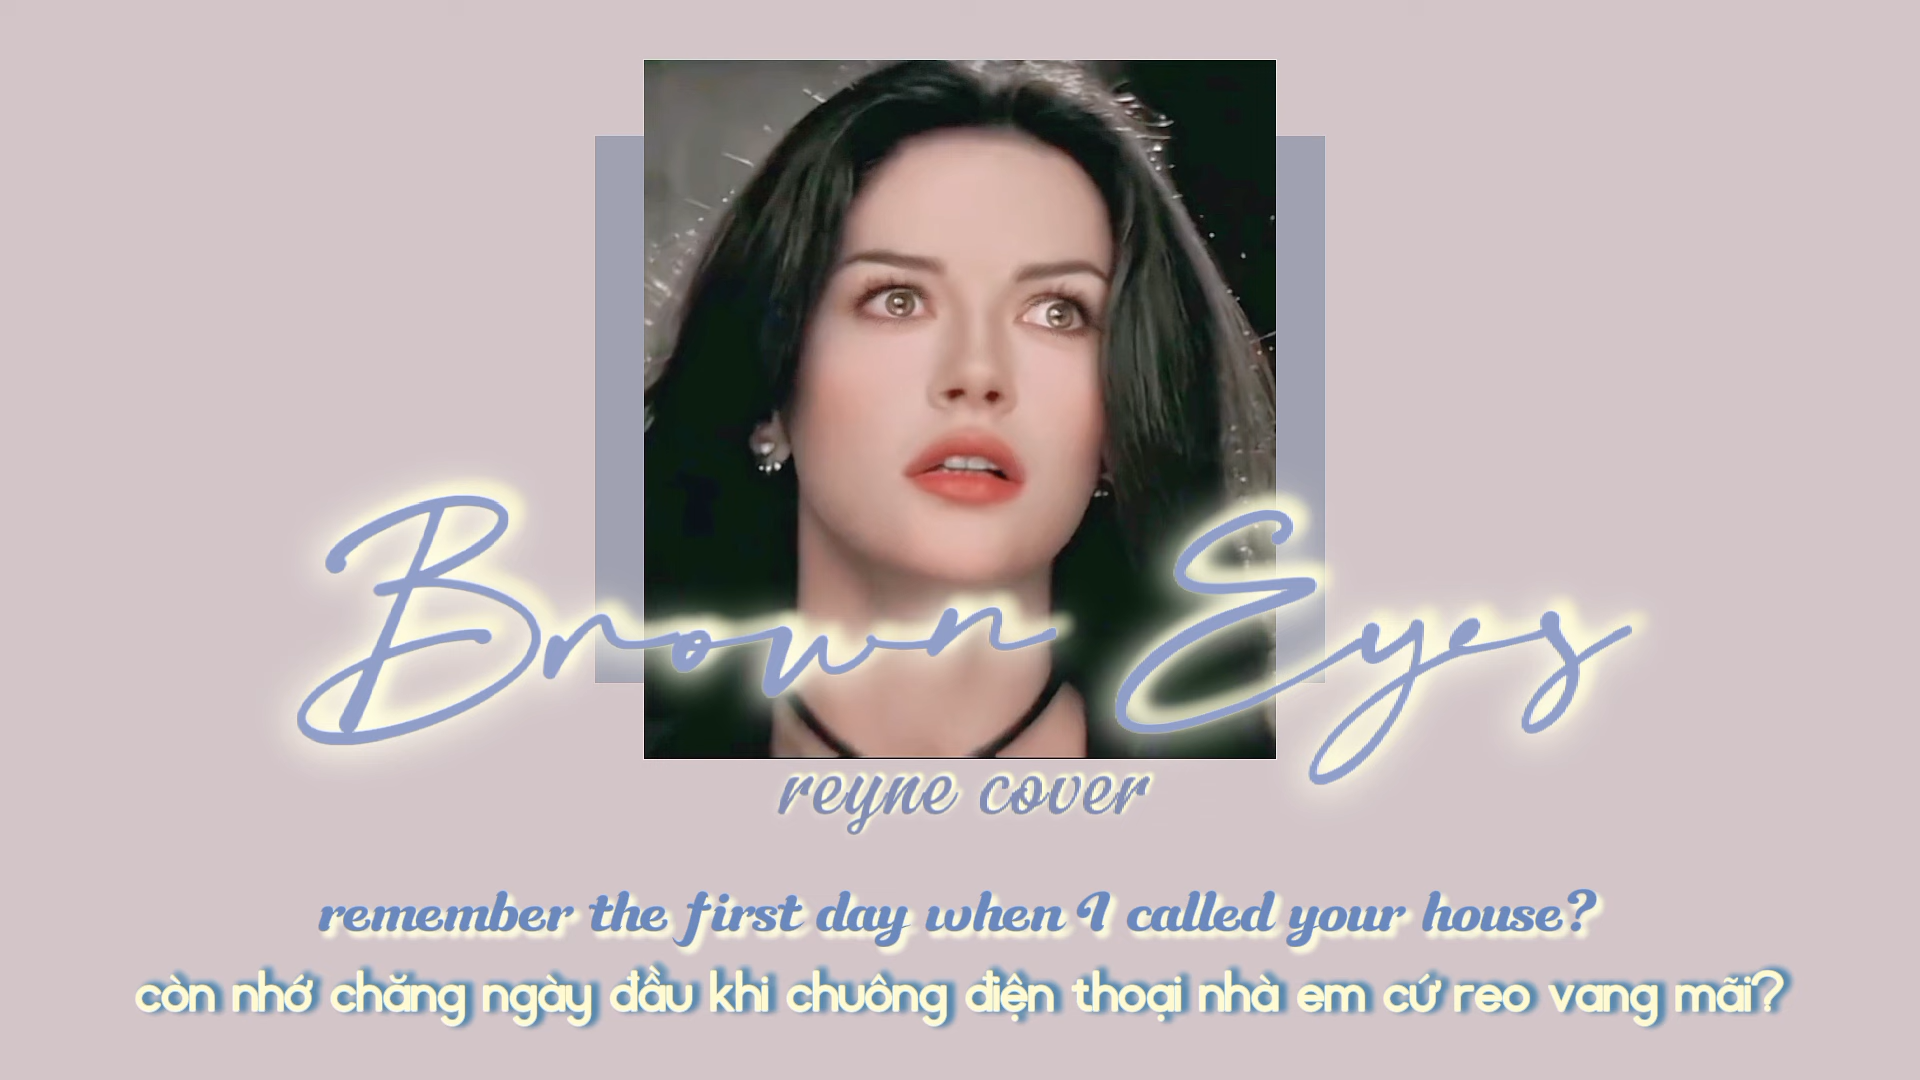 Brown Eyes
reyne cover
remember the first day when I called your house?
còn nhớ chăng ngày đầu khi chuông điện thoại nhà em cứ reo vang mãi?